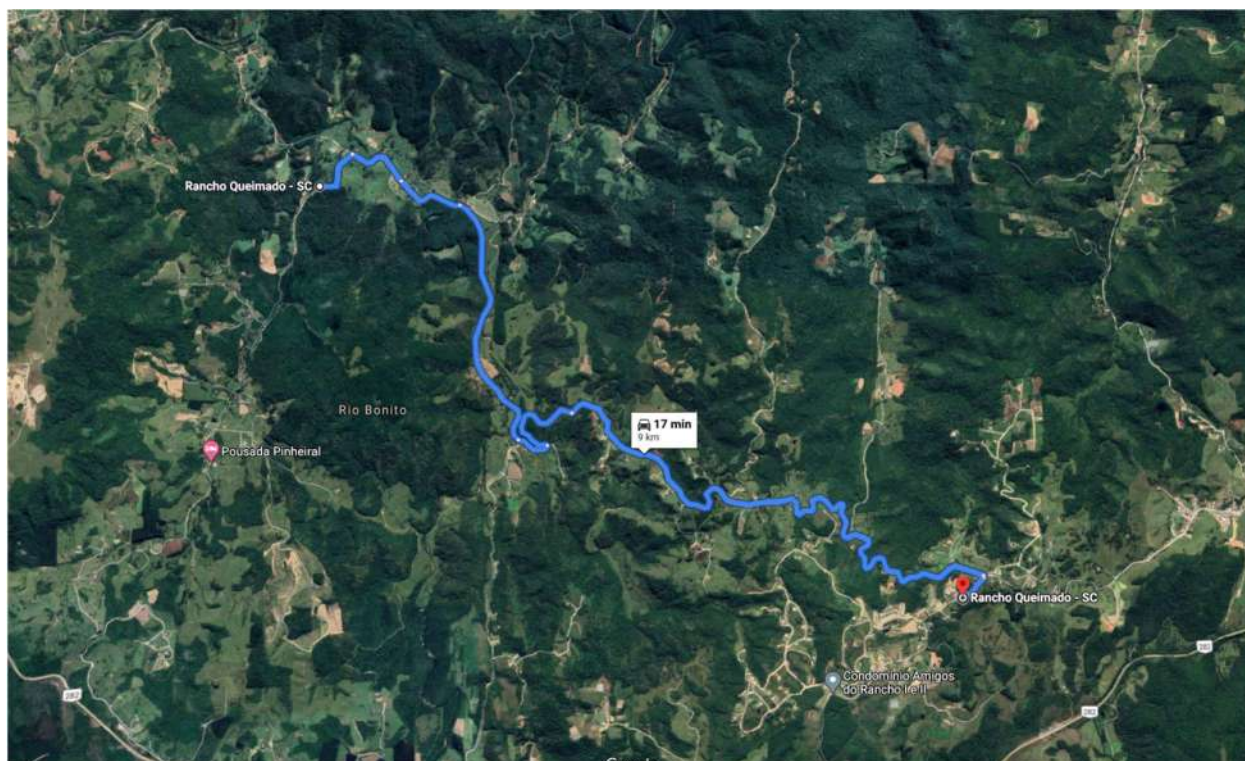 Rancho Queimado - SC
Rio Bonito
17 min
9 km
Pousada Pinheiral
Rancho Queimado - SC
Condomínio Amigos
do Rancho Ire II
282
282
282